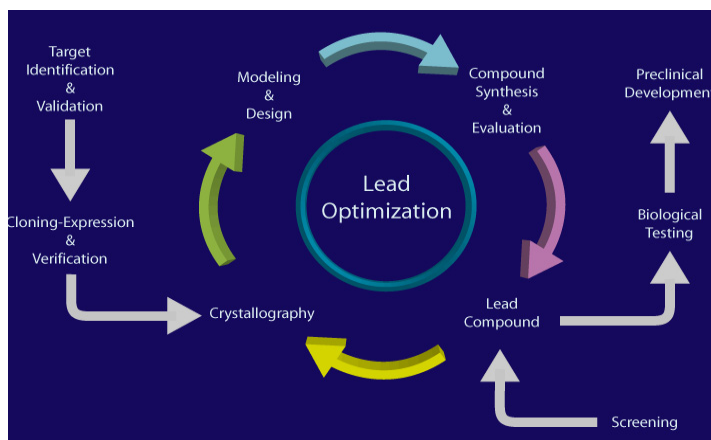 Target
Identification
&
Validation
Cloning-Expression
&
Verification
Crystallography
Modeling
&
Design
Compound
Synthesis
&
Evaluation
Lead
Optimization
Lead
Compound
Screening
Biological
Testing
Preclinical
Development